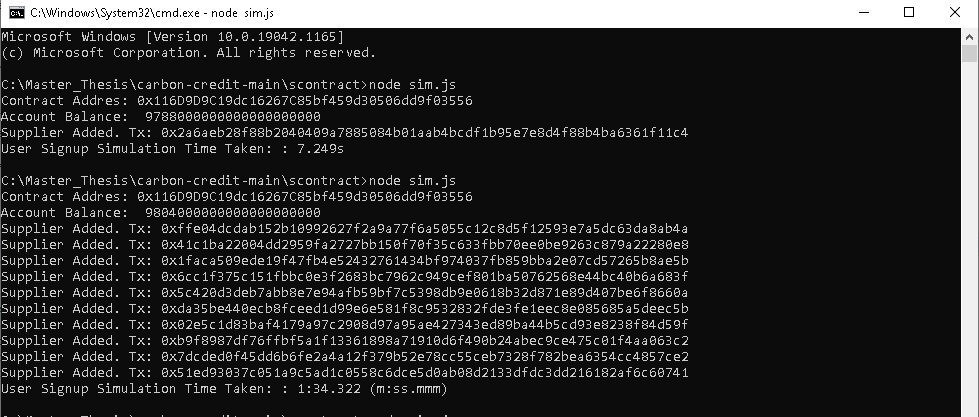 C:\Windows\System32\cmd.exe - node sim.js
Microsoft Windows [Version 10.0.19042.1165]
(c) Microsoft Corporation. All rights reserved.
C:\Master_Thesis\carbon-credit-main\scontract>node sim.js
Contract Addres: 0x116D9D9C19dc16267C85bf459d30506dd9f03556
Account Balance:  9788000000000000000000
Supplier Added. Tx: 0x2a6aeb28f88b2040409a7885084b01aab4bcdf1b95e7e8d4f88b4ba6361f11c4
User Signup Simulation Time Taken: : 7.249s
C:\Master_Thesis\carbon-credit-main\scontract>node sim.js
Contract Addres: 0x116D9D9C19dc16267C85bf459d30506dd9f03556
Account Balance:  9804000000000000000000
Supplier Added. Tx: 0xffe04dcdab152b10992627f2a9a77f6a5055c12c8d5f12593e7a5dc63da8ab4a
Supplier Added. Tx: 0x41c1ba22004dd2959fa2727bb150f70f35c633fbb70ee0be9263c879a22280e8
Supplier Added. Tx: 0x1faca509ede19f47fb4e52432761434bf974037fb859bba2e07cd57265b8ae5b
Supplier Added. Tx: 0x6cc1f375c151fbbc0e3f2683bc7962c949cef801ba50762568e44bc40b6a683f
Supplier Added. Tx: 0x5c420d3deb7abb8e7e94afb59bf7c5398db9e0618b32d871e89d407be6f8660a
Supplier Added. Tx: 0xda35be440ecb8fceed1d99e6e581f8c9532832fde3fe1eec8e085685a5deec5b
Supplier Added. Tx: 0x02e5c1d83baf4179a97c2908d97a95ae427343ed89ba44b5cd93e8238f84d59f
Supplier Added. Tx: 0xb9f8987df76ffbf5a1f13361898a71910d6f490b24abec9ce475c01f4aa063c2
Supplier Added. Tx: 0x7dcded0f45dd6b6fe2a4a12f379b52e78cc55ceb7328f782bea6354cc4857ce2
Supplier Added. Tx: 0x51ed93037c051a9c5ad1c0558c6dce5d0ab08d2133dfdc3dd216182af6c60741
User Signup Simulation Time Taken: : 1:34.322 (m:ss.mmm)